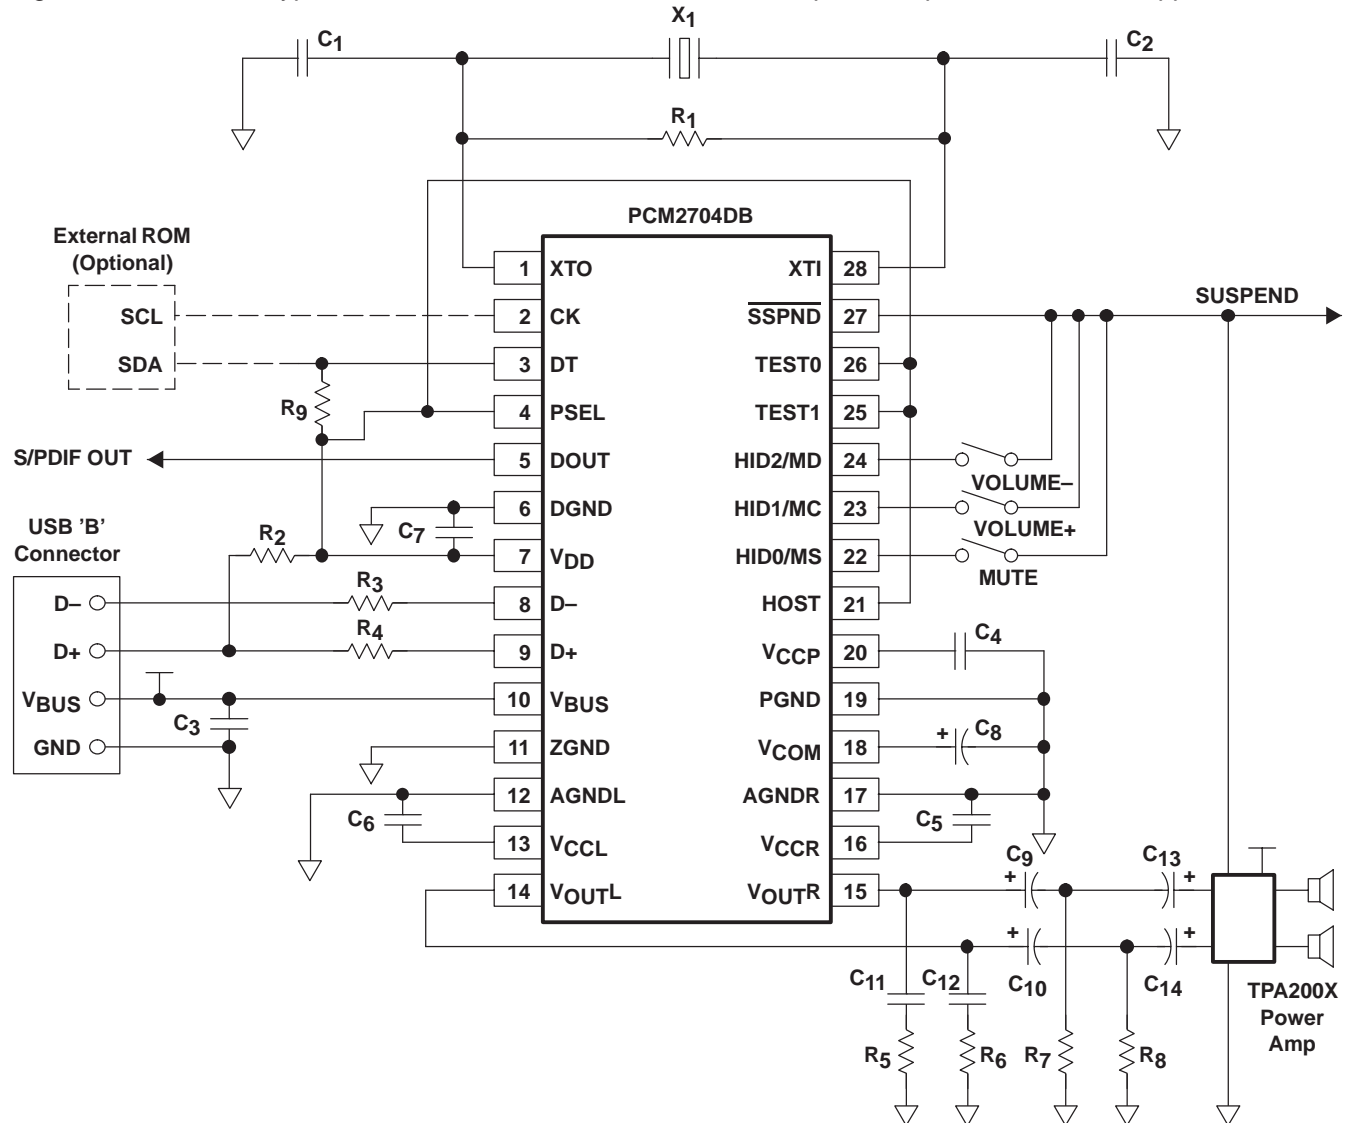 X1
C1
C2
R1
PCM2704DB
External ROM
(Optional)
SCL
SDA
1 XTO
XTI 28
2 CK
SSPND 27
SUSPEND
3 DT
TEST0 26
R9
4 PSEL
TEST1 25
S/PDIF OUT
5 DOUT
HID2/MD 24
VOLUME–
6 DGND
HID1/MC 23
VOLUME+
C7
USB 'B'
Connector
R2
7 VDD
HID0/MS 22
MUTE
D–
R3
8 D–
HOST 21
D+
R4
9 D+
VCCP 20
C4
VBUS
10 VBUS
PGND 19
C3
GND
11 ZGND
VCOM 18
+
C8
12 AGNDL
AGNDR 17
C6
C5
13 VCCL
VCCR 16
C9
C13
14 VOUTL
VOUTR 15
+
+
+
+
C11
C12
C10
C14
TPA200X
Power
Amp
R5
R6
R7
R8